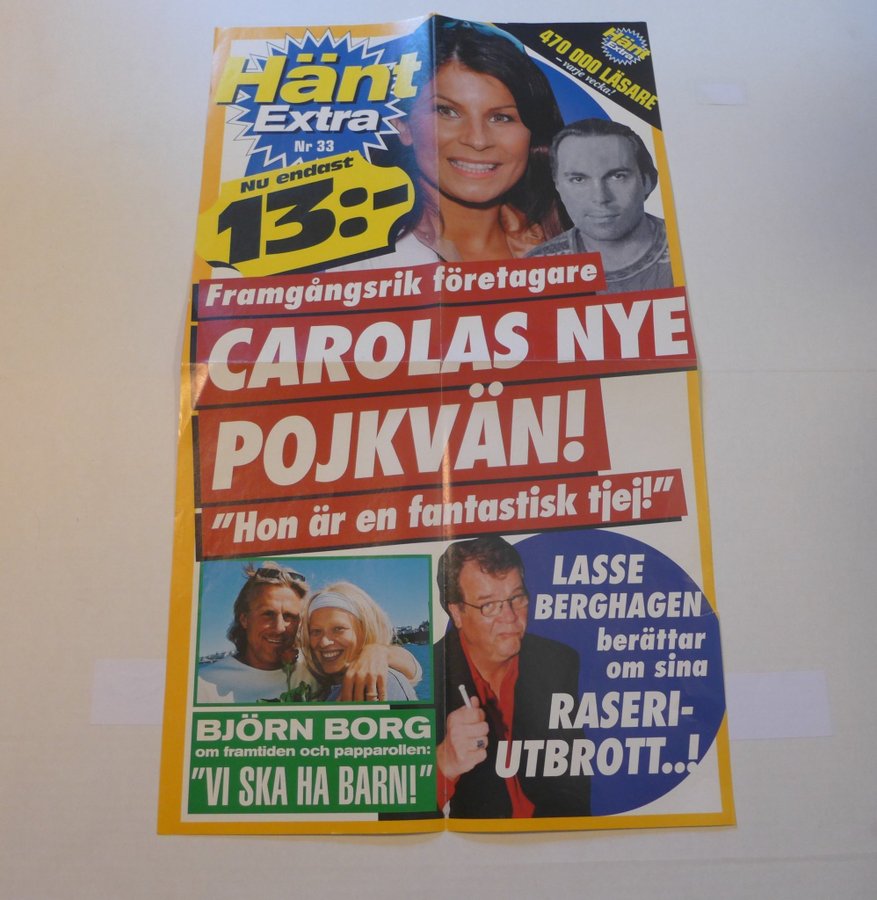 Hänt
Extra
Nr 33
470 000 LÄSARE
– varje vecka!
Hänt
Extra
Nu endast
13:-
Framgångsrik företagare
CAROLAS NYE
POJKVÄN!
"Hon är en fantastisk tjej!"
BJÖRN BORG
om framtiden och papparollen:
"VI SKA HA BARN!"
LASSE
BERGHAGEN
berättar
om sina
RASERI-
UTBROTT..!